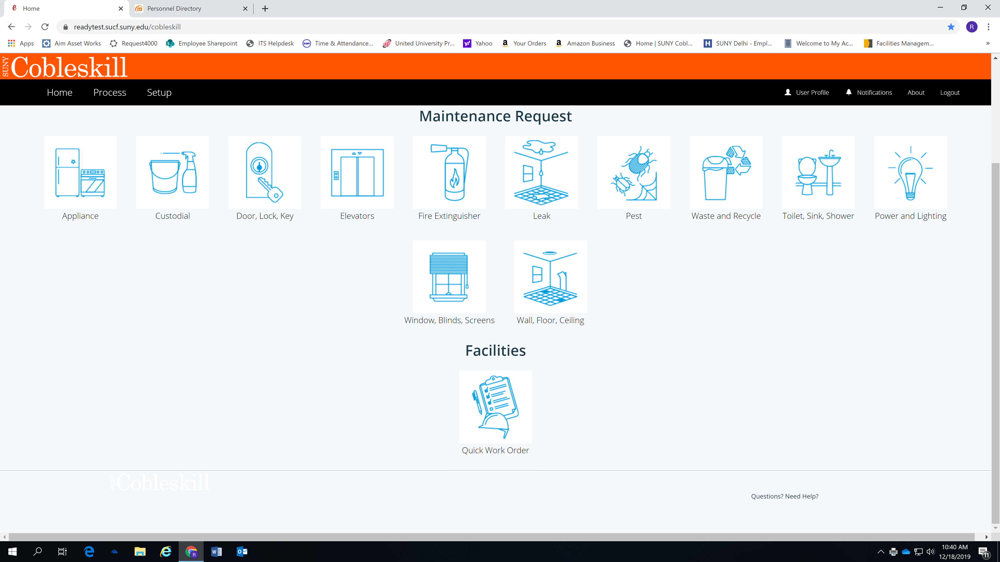 Home
Personnel Directory
readytest.sucf.suny.edu/cobleskill
R
Apps
Aim Asset Works
Request4000
Employee Sharepoint
ITS Helpdesk
Time & Attendance...
United University Pr...
Yahoo
Your Orders
Amazon Business
Home | SUNY Cobl...
SUNY Delhi - Empl...
Welcome to My Ac...
Facilities Managem...
»
SUNY Cobleskill
Home
Process
Setup
User Profile
Notifications
About
Logout
Maintenance Request
Appliance
Custodial
Door, Lock, Key
Elevators
Fire Extinguisher
Leak
Pest
Waste and Recycle
Toilet, Sink, Shower
Power and Lighting
Window, Blinds, Screens
Wall, Floor, Ceiling
Facilities
Quick Work Order
SUNY Cobleskill
Questions? Need Help?
10:40 AM
12/18/2019
11